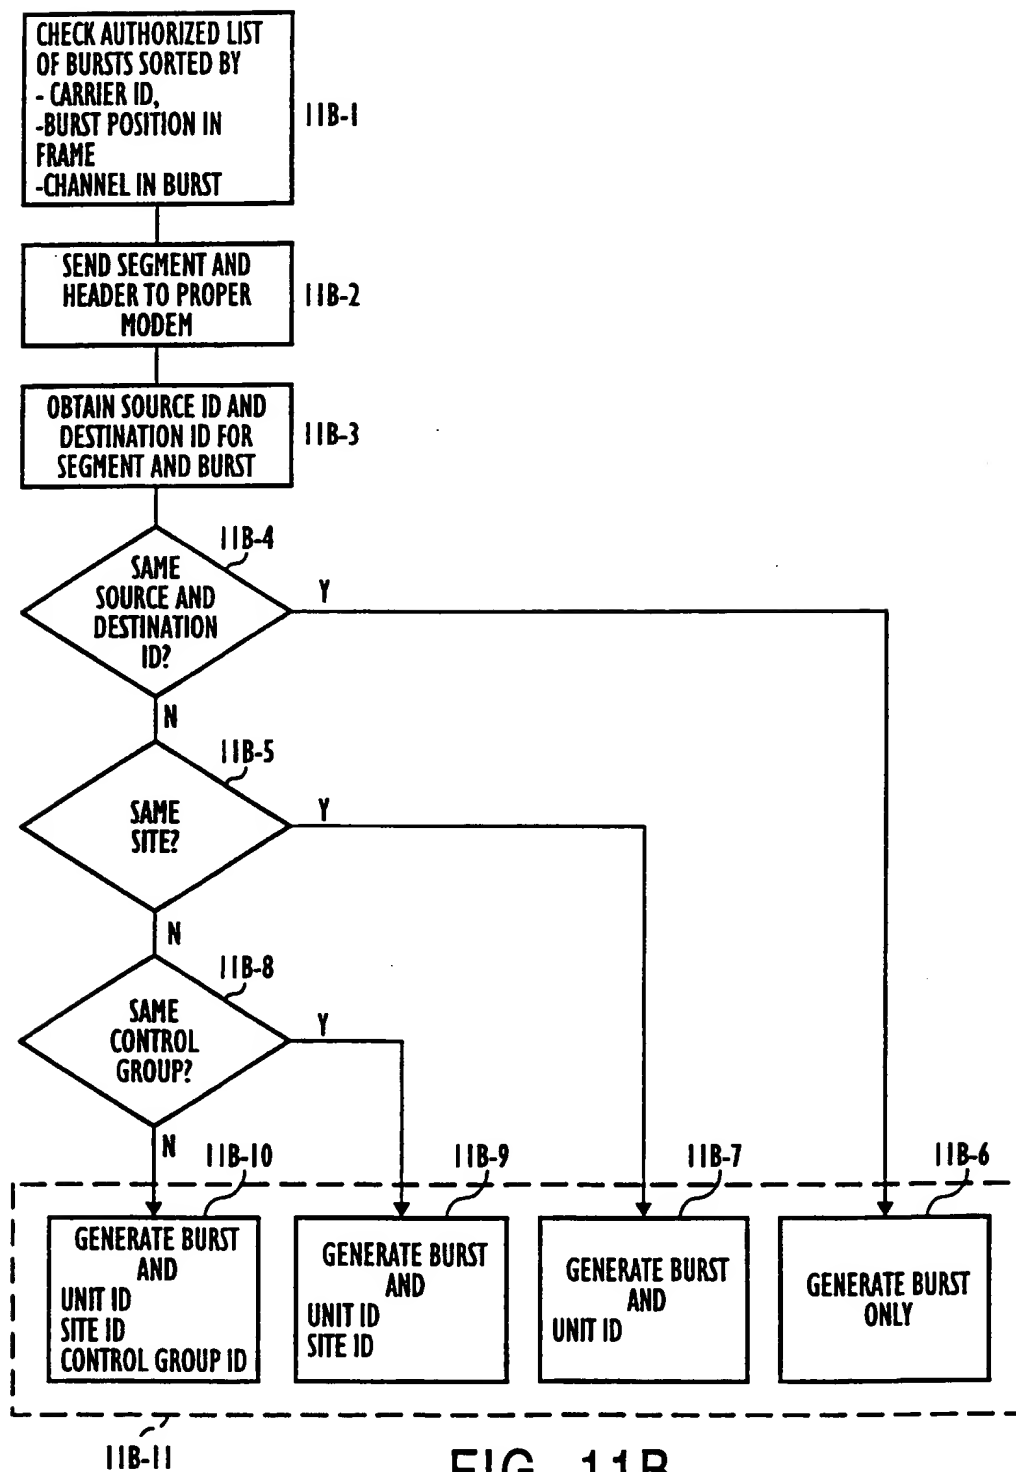 CHECK AUTHORIZED LIST
OF BURSTS SORTED BY
- CARRIER ID,
-BURST POSITION IN
FRAME
-CHANNEL IN BURST
11B-1
SEND SEGMENT AND
HEADER TO PROPER
MODEM
11B-2
OBTAIN SOURCE ID AND
DESTINATION ID FOR
SEGMENT AND BURST
11B-3
11B-4
SAME
SOURCE AND
DESTINATION
ID?
Y
N
11B-5
SAME
SITE?
Y
N
11B-8
SAME
CONTROL
GROUP?
Y
N
11B-10
11B-9
11B-7
11B-6
GENERATE BURST
AND
UNIT ID
SITE ID
CONTROL GROUP ID
GENERATE BURST
AND
UNIT ID
SITE ID
GENERATE BURST
AND
UNIT ID
GENERATE BURST
ONLY
11B-11
FIG. 11B